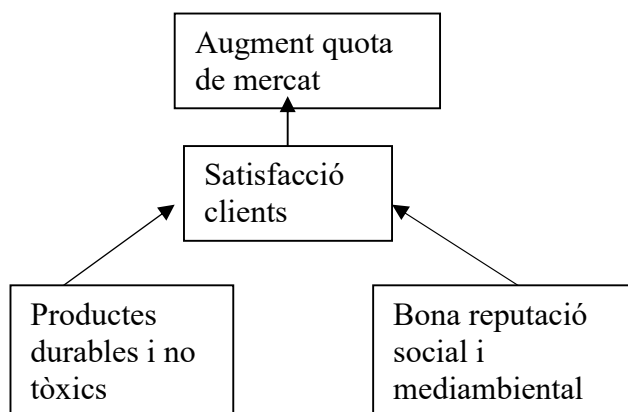 Augment quota
de mercat
Satisfacció
clients
Productes
durables i no
tòxics
Bona reputació
social i
mediambiental